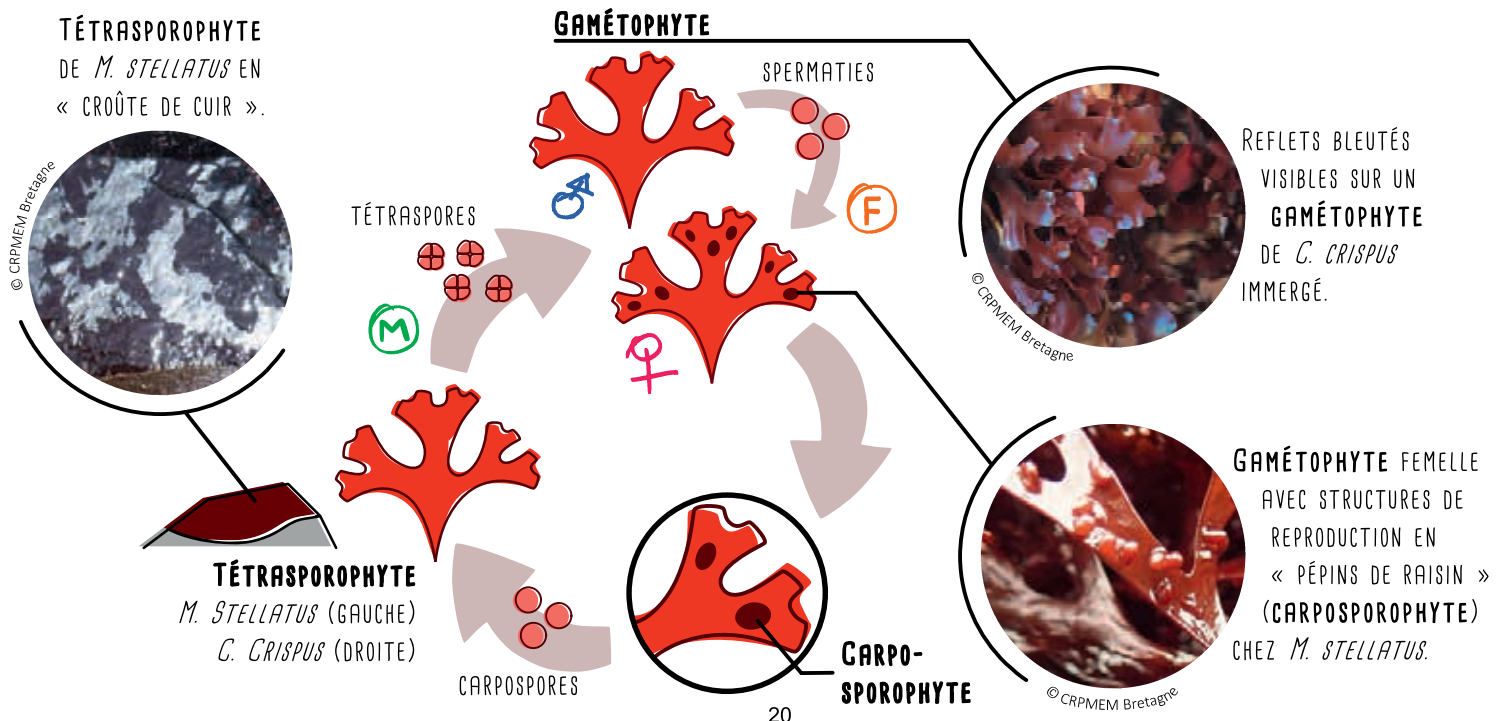 TÉTRASPOROPHYTE
DE M. STELLATUS EN
« CROÛTE DE CUIR ».
© CRPMEM Bretagne
GAMÉTOPHYTE
SPERMATIES
♂
F
TÉTRASPORES
M
♀
REFLETS BLEUTÉS
VISIBLES SUR UN
GAMÉTOPHYTE
DE C. CRISPUS
IMMERGÉ.
© CRPMEM Bretagne
TÉTRASPOROPHYTE
M. STELLATUS (GAUCHE)
C. CRISPUS (DROITE)
CARPOSPORES
CARPO-
SPOROPHYTE
GAMÉTOPHYTE FEMELLE
AVEC STRUCTURES DE
REPRODUCTION EN
« PÉPINS DE RAISIN »
(CARPOSPOROPHYTE)
CHEZ M. STELLATUS.
© CRPMEM Bretagne
20